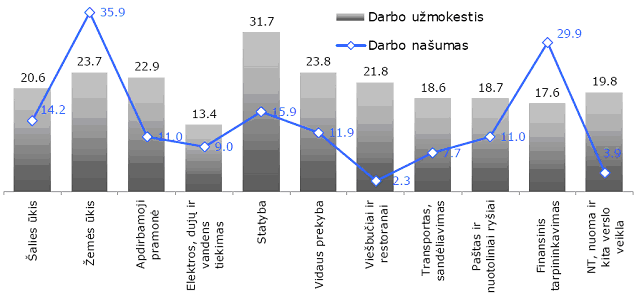 Darbo užmokestis
Darbo našumas
35.9
31.7
29.9
20.6
23.7
22.9
13.4
23.8
21.8
18.6
18.7
17.6
19.8
14.2
11.0
9.0
15.9
11.9
2.3
7.7
11.0
3.9
Šalies ūkis
Žemės ūkis
Apdirbamoji
pramonė
Elektros, dujų ir
vandens
tiekimas
Statyba
Vidaus prekyba
Viešbučiai ir
restoranai
Transportas,
sandėliavimas
Paštas ir
nuotoliniai ryšiai
Finansinis
tarpininkavimas
NT, nuoma ir
kita verslo
veikla